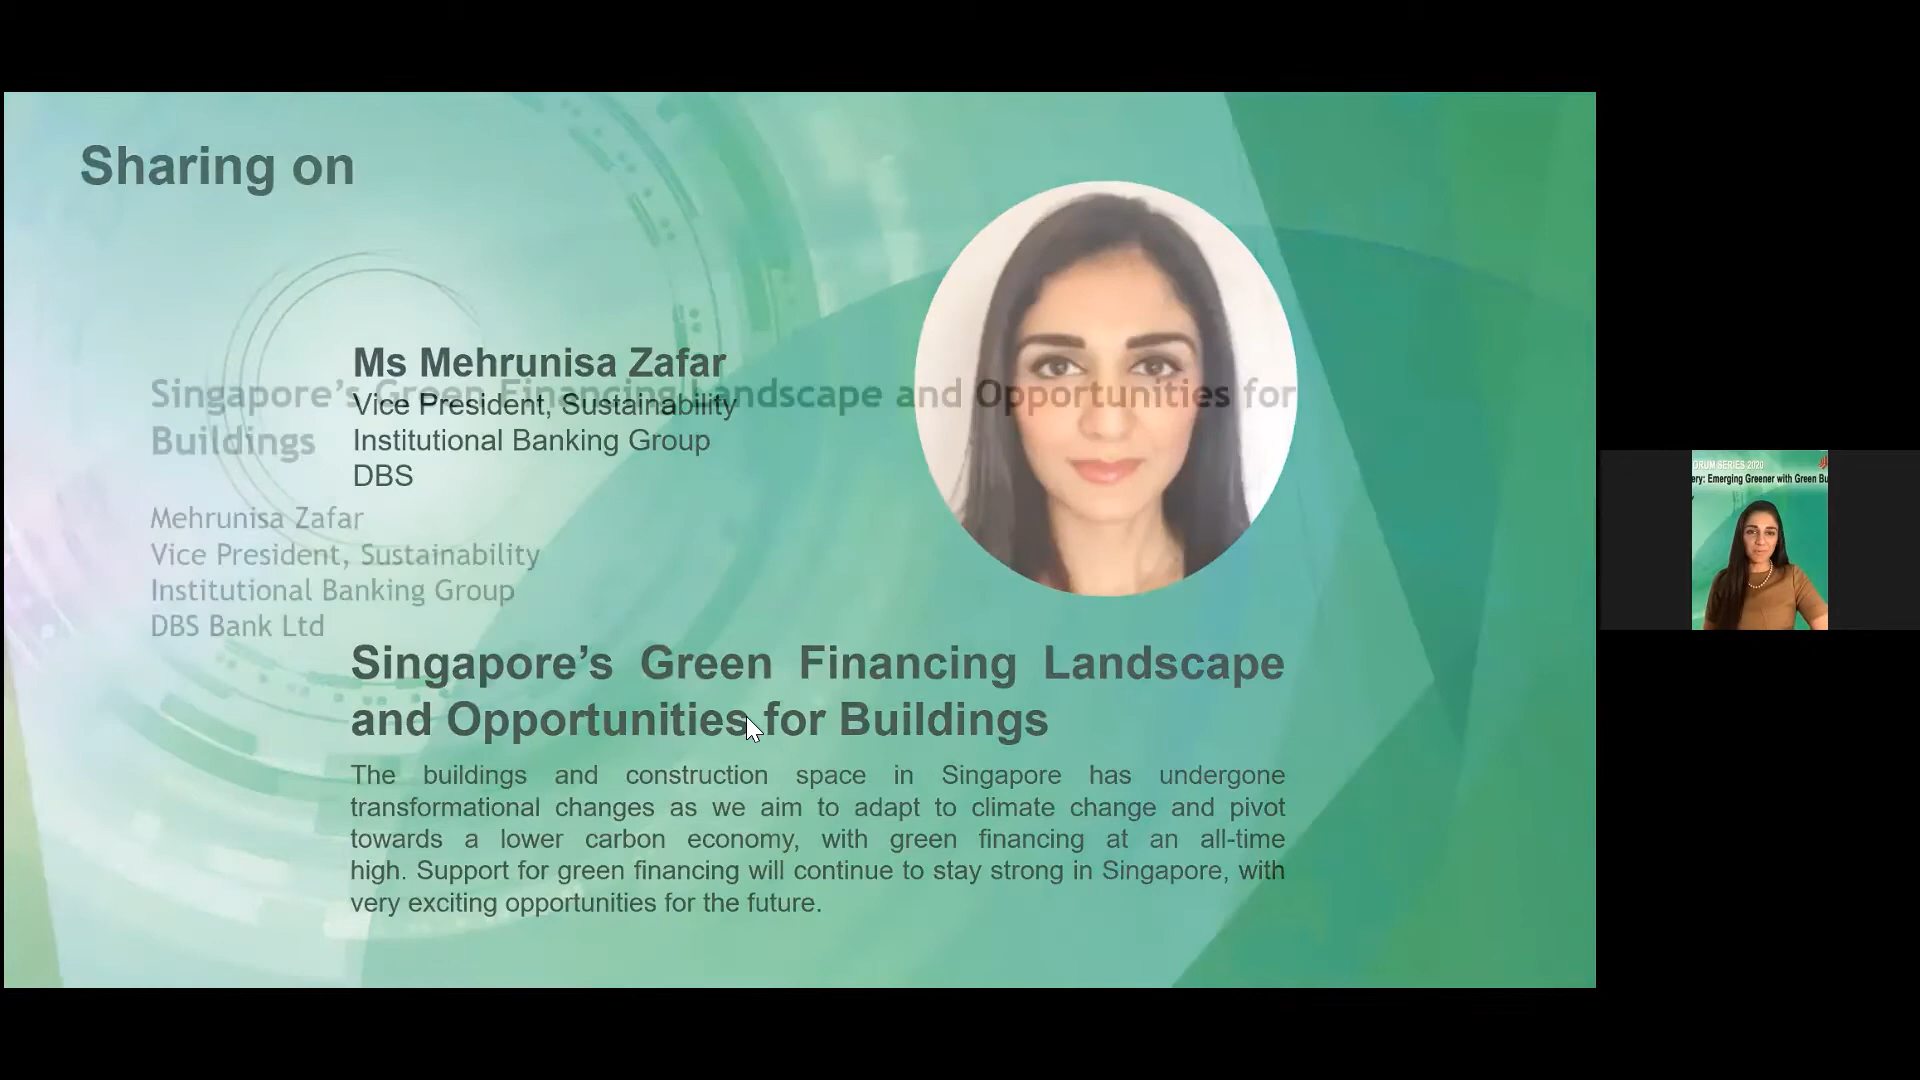 Sharing on
Ms Mehrunisa Zafar
Vice President, Sustainability
Institutional Banking Group
DBS
Singapore’s Green Financing Landscape and Opportunities for
Buildings
Mehrunisa Zafar
Vice President, Sustainability
Institutional Banking Group
DBS Bank Ltd
Singapore’s Green Financing Landscape
and Opportunities for Buildings
The buildings and construction space in Singapore has undergone
transformational changes as we aim to adapt to climate change and pivot
towards a lower carbon economy, with green financing at an all-time
high. Support for green financing will continue to stay strong in Singapore, with
very exciting opportunities for the future.
SERIES 2020
Emerging Greener with Green